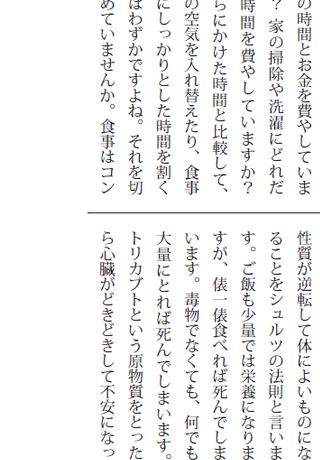 の時間とお金を費やしていま
? 家の掃除や洗濯にどれだ
時間を費やしていますか?
らにかけた時間と比較して、
の空気を入れ替えたり、食事
にしっかりとした時間を割く
はわずかですよね。それを切
めていませんか。食事はコン
性質が逆転して体によいものにな
ることをシュルツの法則と言いま
す。ご飯も少量では栄養になりま
すが、俵一俵食べれば死んでしま
います。毒物でなくても、何でも
大量にとれば死んでしまいます。
トリカブトという原物質をとった
ら心臓がどきどきして不安になっ